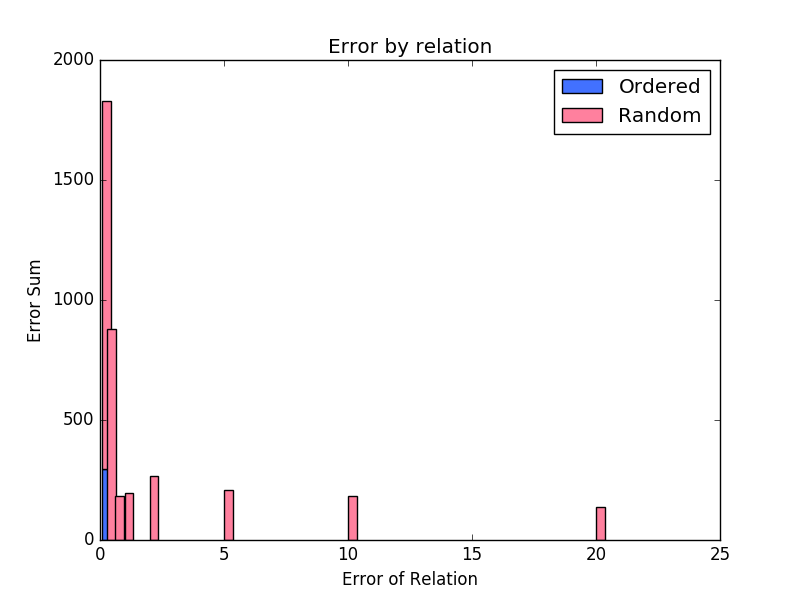 Error by relation
Ordered
Random
2000
1500
1000
500
0
Error Sum
0 5 10 15 20 25
Error of Relation